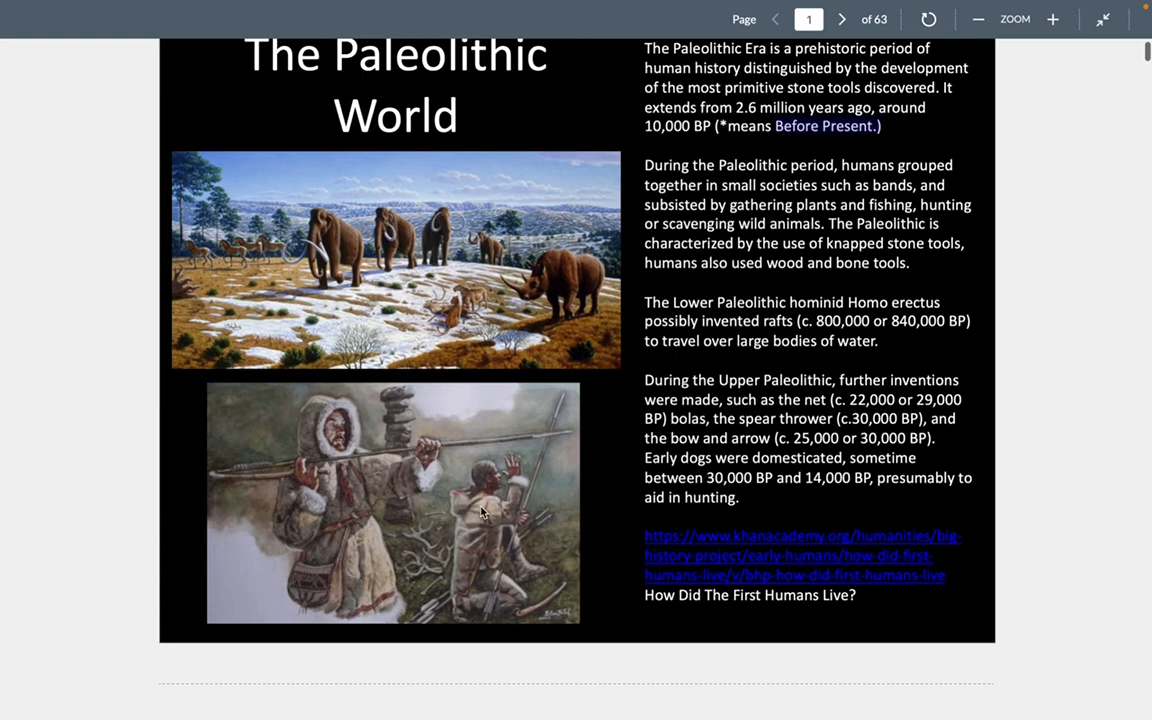 Page 1 of 63 ZOOM
The Paleolithic
World
The Paleolithic Era is a prehistoric period of
human history distinguished by the development
of the most primitive stone tools discovered. It
extends from 2.6 million years ago, around
10,000 BP (*means Before Present.)
During the Paleolithic period, humans grouped
together in small societies such as bands, and
subsisted by gathering plants and fishing, hunting
or scavenging wild animals. The Paleolithic is
characterized by the use of knapped stone tools,
humans also used wood and bone tools.
The Lower Paleolithic hominid Homo erectus
possibly invented rafts (c. 800,000 or 840,000 BP)
to travel over large bodies of water.
During the Upper Paleolithic, further inventions
were made, such as the net (c. 22,000 or 29,000
BP) bolas, the spear thrower (c.30,000 BP), and
the bow and arrow (c. 25,000 or 30,000 BP).
Early dogs were domesticated, sometime
between 30,000 BP and 14,000 BP, presumably to
aid in hunting.
https://www.khanacademy.org/humanities/big-
history-project/early-humans/how-did-first-
humans-live/v/bhp-how-did-first-humans-live
How Did The First Humans Live?